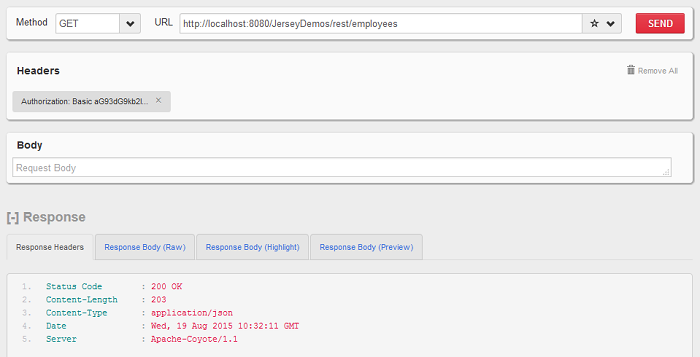 Method GET URL http://localhost:8080/JerseyDemos/rest/employees SEND
Headers Remove All
Authorization: Basic aG93dG9kb2l... ×
Body
Request Body
[-] Response
Response Headers Response Body (Raw) Response Body (Highlight) Response Body (Preview)
1. Status Code : 200 OK
2. Content-Length : 203
3. Content-Type : application/json
4. Date : Wed, 19 Aug 2015 10:32:11 GMT
5. Server : Apache-Coyote/1.1